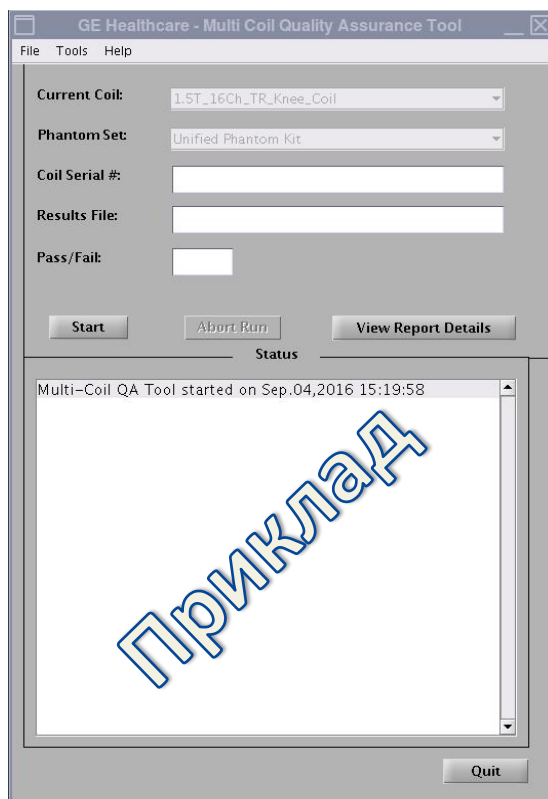 GE Healthcare - Multi Coil Quality Assurance Tool
File Tools Help
Current Coil: 1.5T_16Ch_TR_Knee_Coil
Phantom Set: Unified Phantom Kit
Coil Serial #:
Results File:
Pass/Fail:
Start Abort Run View Report Details
Status
Multi-Coil QA Tool started on Sep.04,2016 15:19:58
Приклад
Quit